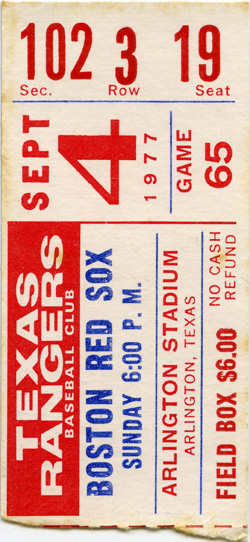 102 3 19
Sec. Row Seat
SEPT 4 1977
GAME 65
TEXAS
RANGERS
BASEBALL CLUB
BOSTON RED SOX
SUNDAY 6:00 P. M.
ARLINGTON STADIUM
ARLINGTON, TEXAS
NO CASH
REFUND
FIELD BOX $6.00